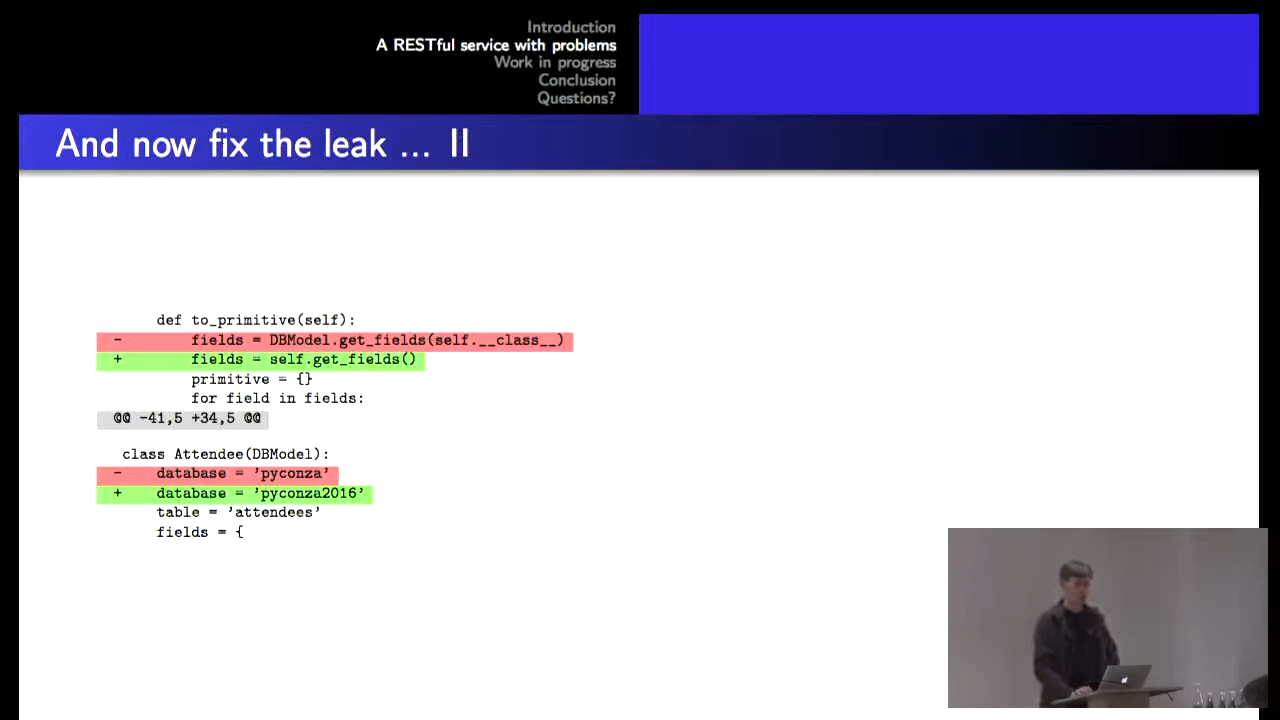 Introduction
A RESTful service with problems
Work in progress
Conclusion
Questions?
And now fix the leak ... II
def to_primitive(self):
- fields = DBModel.get_fields(self.__class__)
+ fields = self.get_fields()
primitive = {}
for field in fields:
@@ -41,5 +34,5 @@
class Attendee(DBModel):
- database = 'pyconza'
+ database = 'pyconza2016'
table = 'attendees'
fields = {